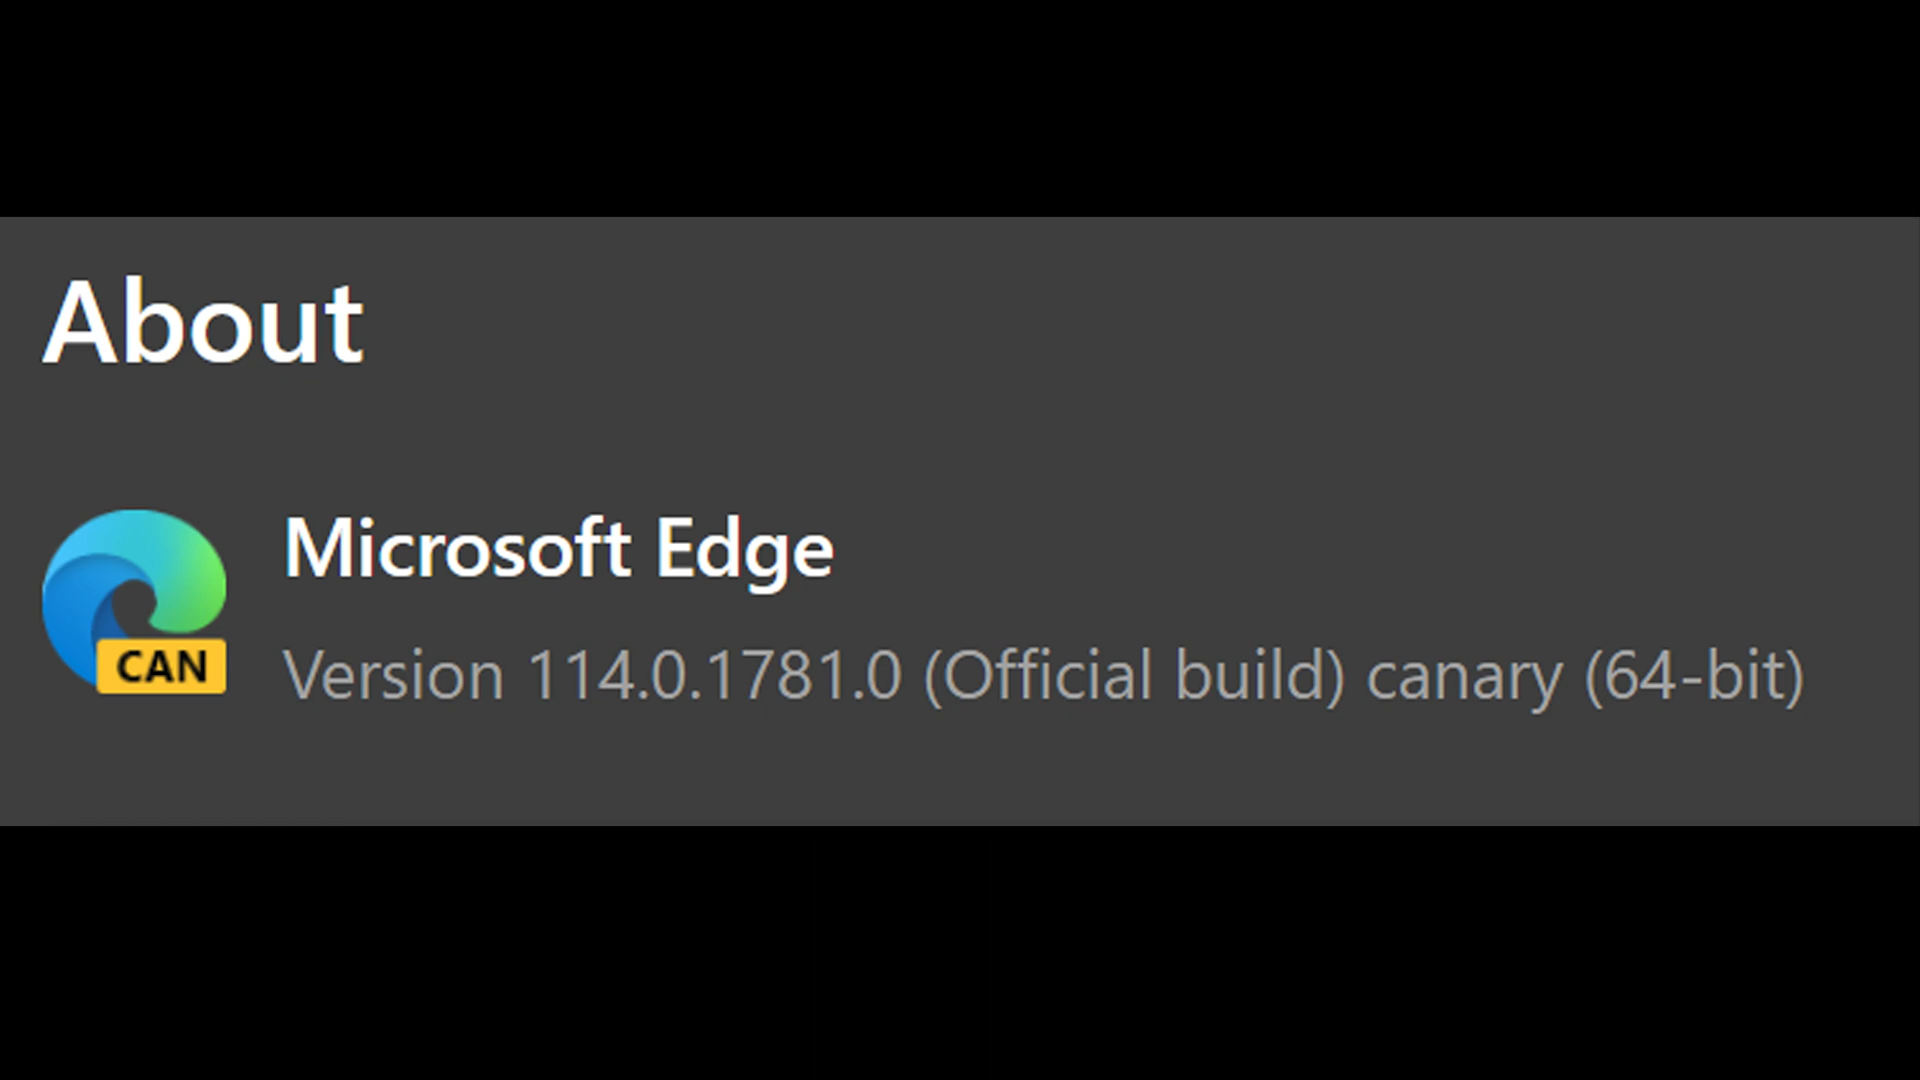 About
Microsoft Edge
CAN
Version 114.0.1781.0 (Official build) canary (64-bit)